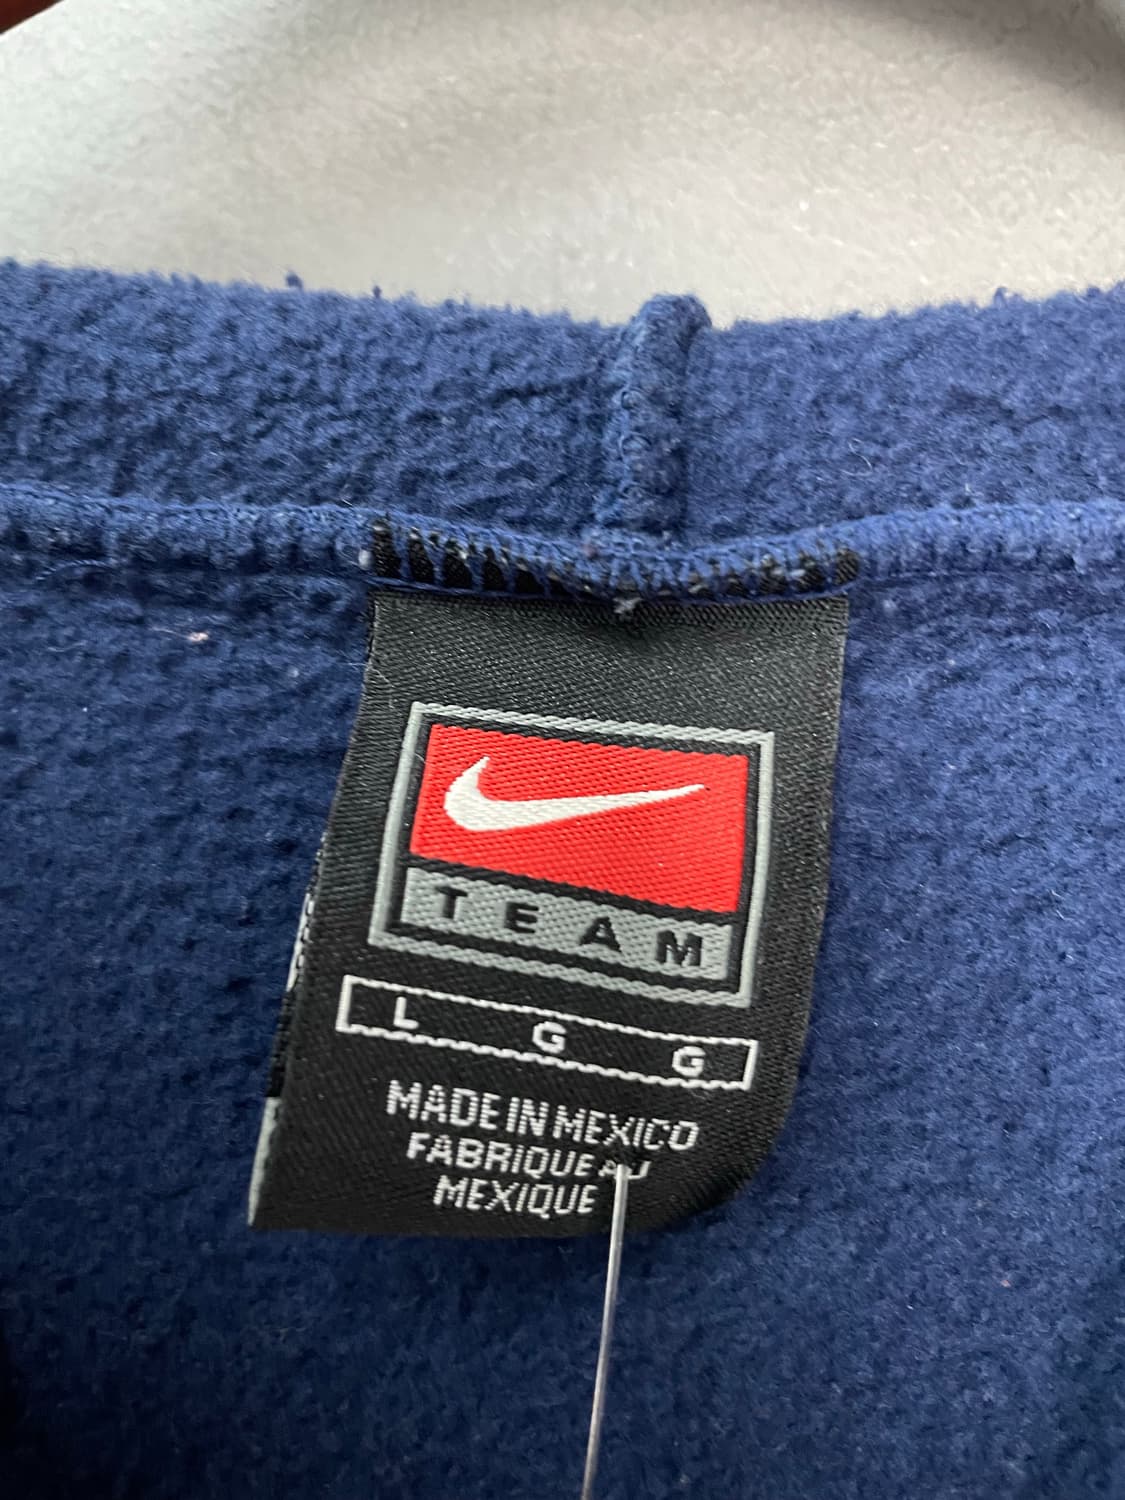 TEAM
L G G
MADE IN MEXICO
FABRIQUE AU
MEXIQUE